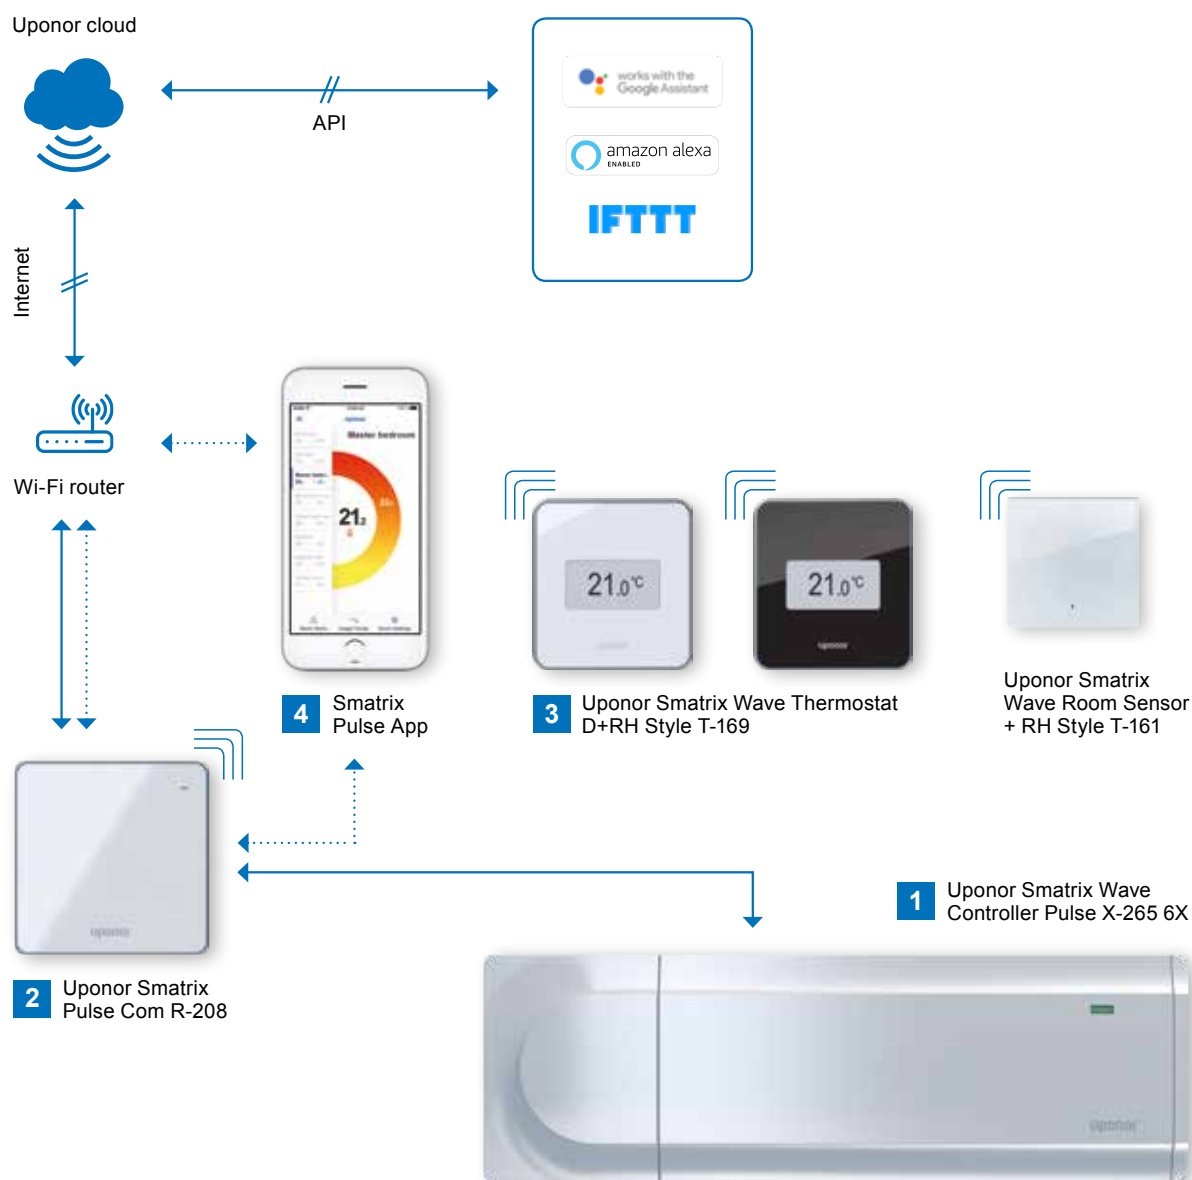 Uponor cloud
works with the
Google Assistant
API
amazon alexa
ENABLED
IFTTT
Internet
Wi-Fi router
Master bedroom
21.2
21.0°C
uponor
21.0°C
uponor
4
Smatrix
Pulse App
3
Uponor Smatrix Wave Thermostat
D+RH Style T-169
Uponor Smatrix
Wave Room Sensor
+ RH Style T-161
uponor
2
Uponor Smatrix
Pulse Com R-208
1
Uponor Smatrix Wave
Controller Pulse X-265 6X
uponor